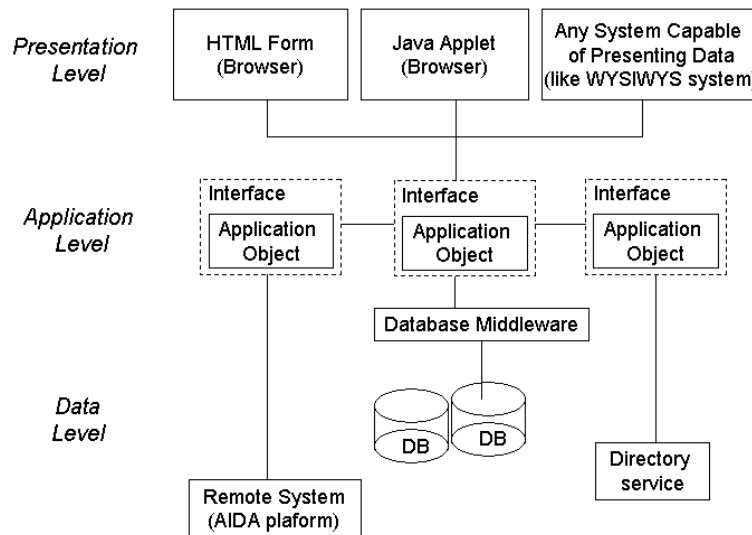 Presentation
Level
HTML Form
(Browser)
Java Applet
(Browser)
Any System Capable
of Presenting Data
(like WYSIWYS system)
Application
Level
Interface
Application
Object
Interface
Application
Object
Interface
Application
Object
Database Middleware
Data
Level
DB
DB
Directory
service
Remote System
(AIDA plaform)